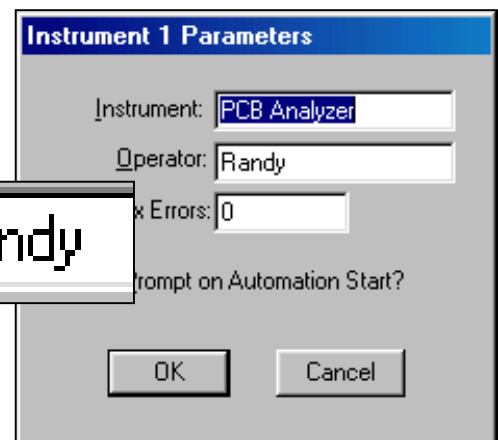 Instrument 1 Parameters
Instrument: PCB Analyzer
Operator: Randy
x Errors: 0
ndy
Prompt on Automation Start?
OK Cancel